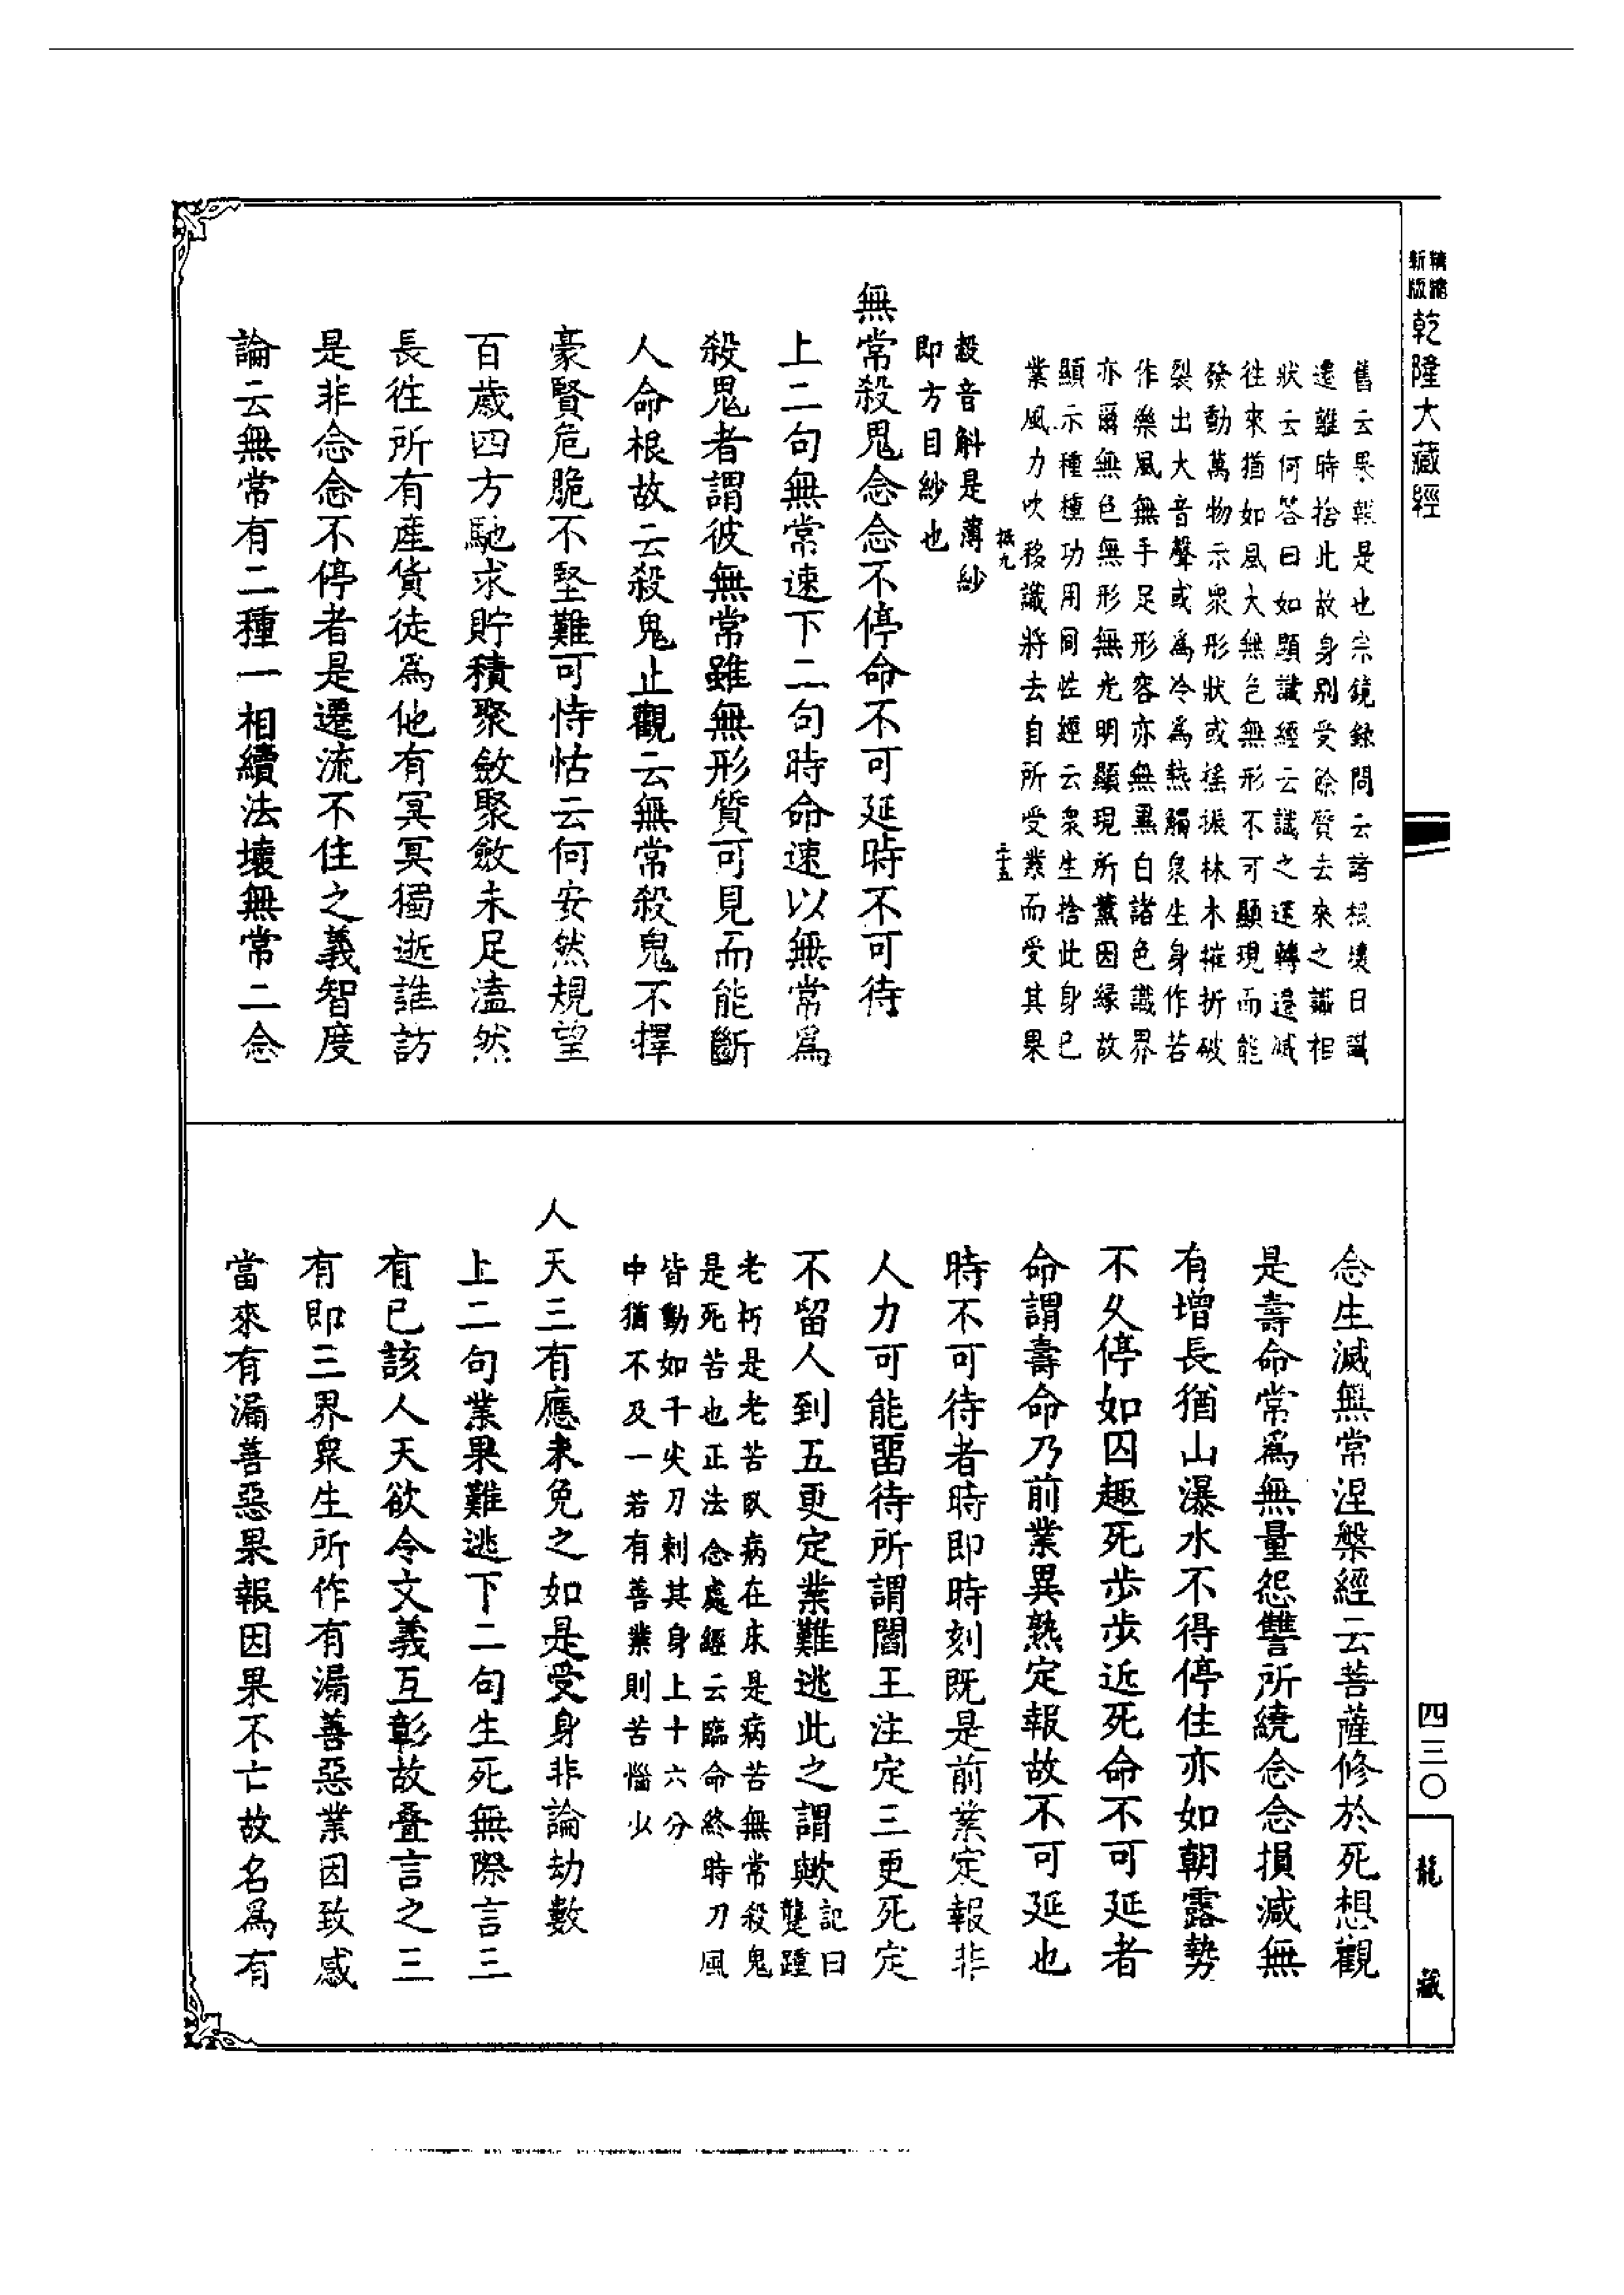 精縮
新版
乾隆大藏經
舊云果報是也宗鏡錄問云諸根壞日識
還離時捨此故身別受餘質去來之識相
狀云何答曰如顯識經云識之運轉遷滅
往來猶如風大無色無形不可顯現而能
發動萬物示衆形狀或搖振林木摧折破
裂出大音聲或為冷為熱觸衆生身作苦
作樂風無手足形容亦無黑白諸色識界
亦爾無色無形無光明顯現所薰因緣故
顯示種種功用同性經云衆生捨此身已
業風力吹移識將去自所受業而受其果
三十五
縠音斛是薄紗
即方目紗也
無常殺鬼念念不停命不可延時不可待
上二句無常速下二句時命速以無常爲
殺鬼者謂彼無常雖無形質可見而能斷
人命根故云殺鬼止觀云無常殺鬼不擇
豪賢危脆不堅難可恃怙云何安然規望
百歲四方馳求貯積聚斂聚斂未足溘然
長徃所有產貨徒爲他有冥冥獨逝誰訪
是非念念不停者是遷流不住之義智度
論云無常有二種一相續法壞無常二念
念生滅無常涅槃經云菩薩修於死想觀
是壽命常爲無量怨讐所繞念念損減無
有增長猶山瀑水不得停住亦如朝露勢
不久停如囚趣死步步近死命不可延者
命謂壽命乃前業異熟定報故不可延也
時不可待者時即時刻既是前業定報非
人力可能畱待所謂閻王注定三更死定
不留人到五更定業難逃此之謂歟
記曰
蹔踵
老朽是老苦臥病在床是病苦無常殺鬼
是死苦也正法念處經云臨命終時刀風
皆動如千尖刀刺其身上十六分
中猶不及一若有善業則苦惱少
人天三有應未免之如是受身非論劫數
上二句業果難逃下二句生死無際言三
有已該人天欲令文義互彰故叠言之三
有即三界衆生所作有漏善惡業因致感
當來有漏善惡果報因果不亡故名爲有
四三〇
龍藏